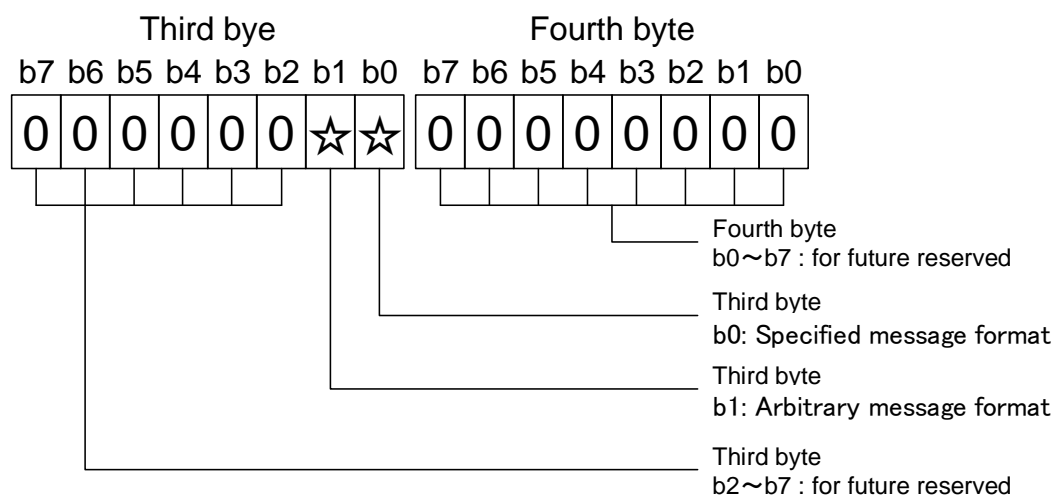 Third bye Fourth byte
b7 b6 b5 b4 b3 b2 b1 b0 b7 b6 b5 b4 b3 b2 b1 b0
0 0 0 0 0 0 ☆ ☆ 0 0 0 0 0 0 0 0
Fourth byte
b0～b7 : for future reserved
Third byte
b0: Specified message format
Third byte
b1: Arbitrary message format
Third byte
b2～b7 : for future reserved